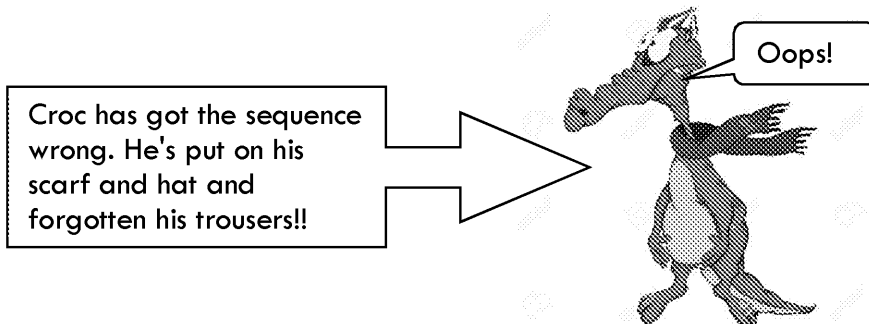 Oops!
Croc has got the sequence
wrong. He's put on his
scarf and hat and
forgotten his trousers!!